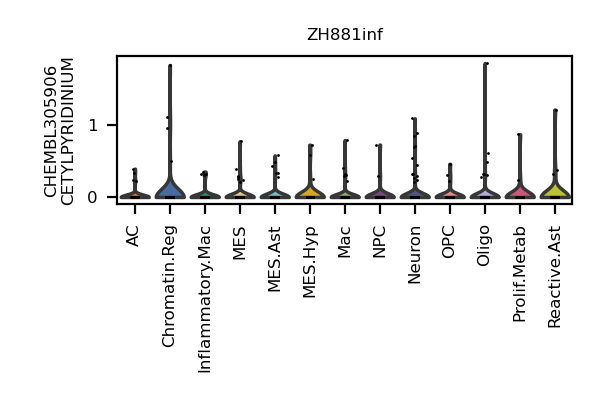 ZH881inf
CHEMBL305906
CETYLPYRIDINIUM
1
0
AC
Chromatin.Reg
Inflammatory.Mac
MES
MES.Ast
MES.Hyp
Mac
NPC
Neuron
OPC
Oligo
Prolif.Metab
Reactive.Ast